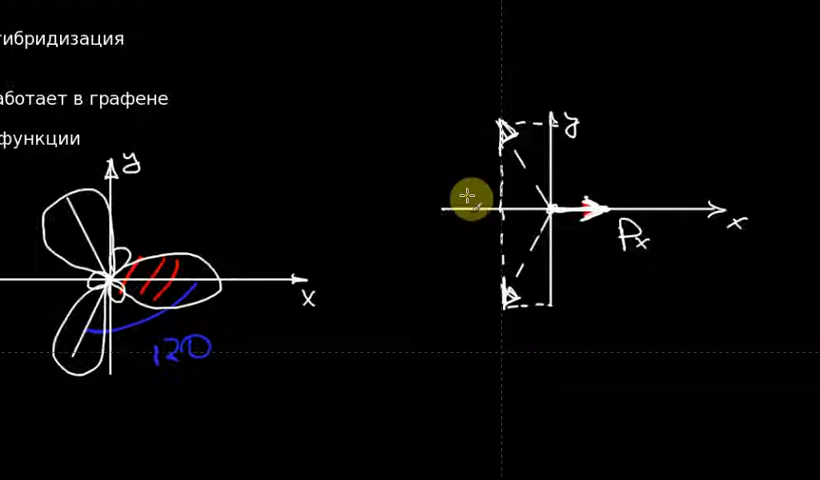 гибридизация
аботает в графене
функции
y
x
120
y
x
Px